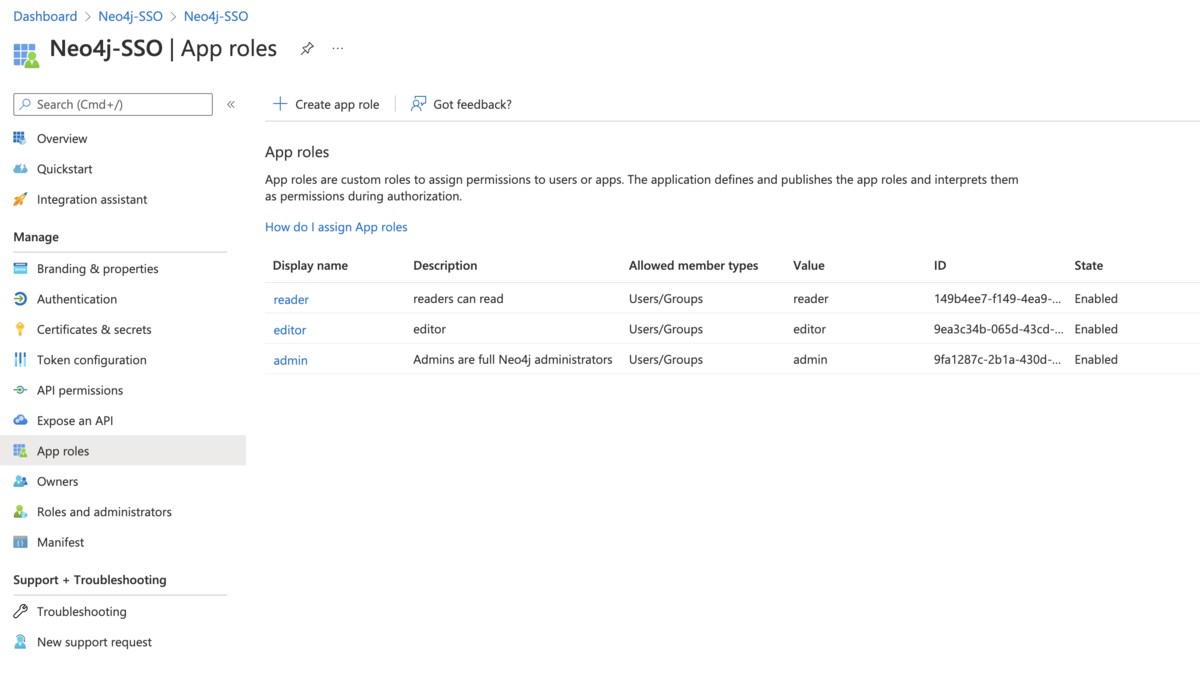 Dashboard > Neo4j-SSO > Neo4j-SSO
Neo4j-SSO | App roles
Search (Cmd+/)
Overview
Quickstart
Integration assistant
Manage
Branding & properties
Authentication
Certificates & secrets
Token configuration
API permissions
Expose an API
App roles
Owners
Roles and administrators
Manifest
Support + Troubleshooting
Troubleshooting
New support request
Create app role | Got feedback?
App roles
App roles are custom roles to assign permissions to users or apps. The application defines and publishes the app roles and interprets them
as permissions during authorization.
How do I assign App roles
Display name Description Allowed member types Value ID State
reader readers can read Users/Groups reader 149b4ee7-f149-4ea9-... Enabled
editor editor Users/Groups editor 9ea3c34b-065d-43cd-... Enabled
admin Admins are full Neo4j administrators Users/Groups admin 9fa1287c-2b1a-430d-... Enabled